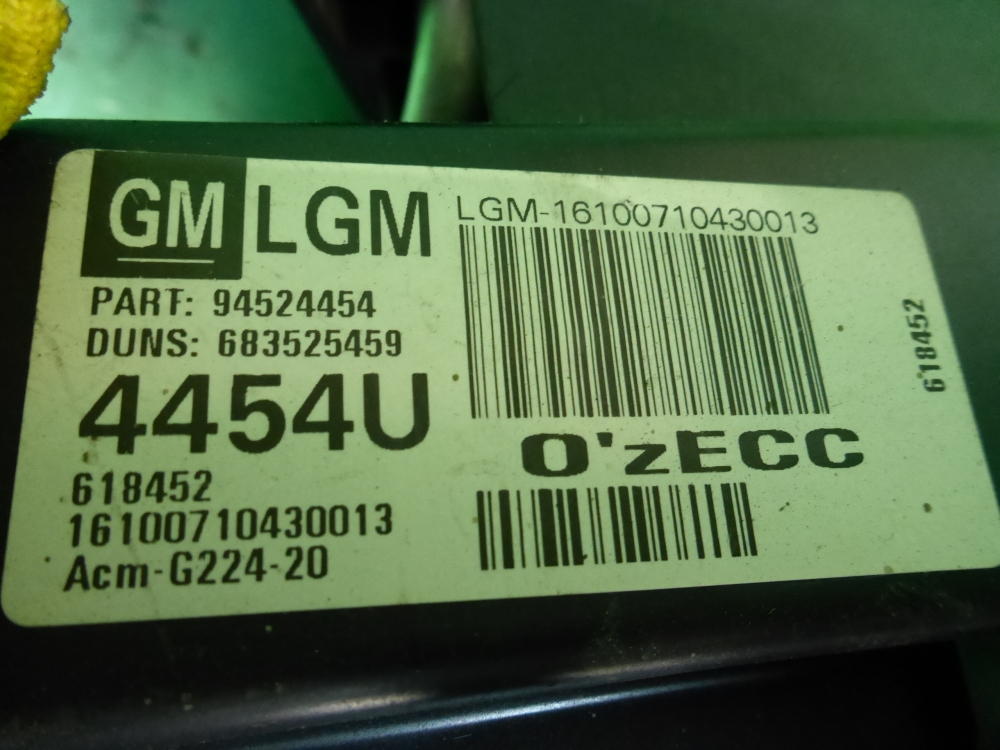 GM LGM
LGM-16100710430013
PART: 94524454
DUNS: 683525459
4454U
O'zECC
618452
16100710430013
Acm-G224-20
618452